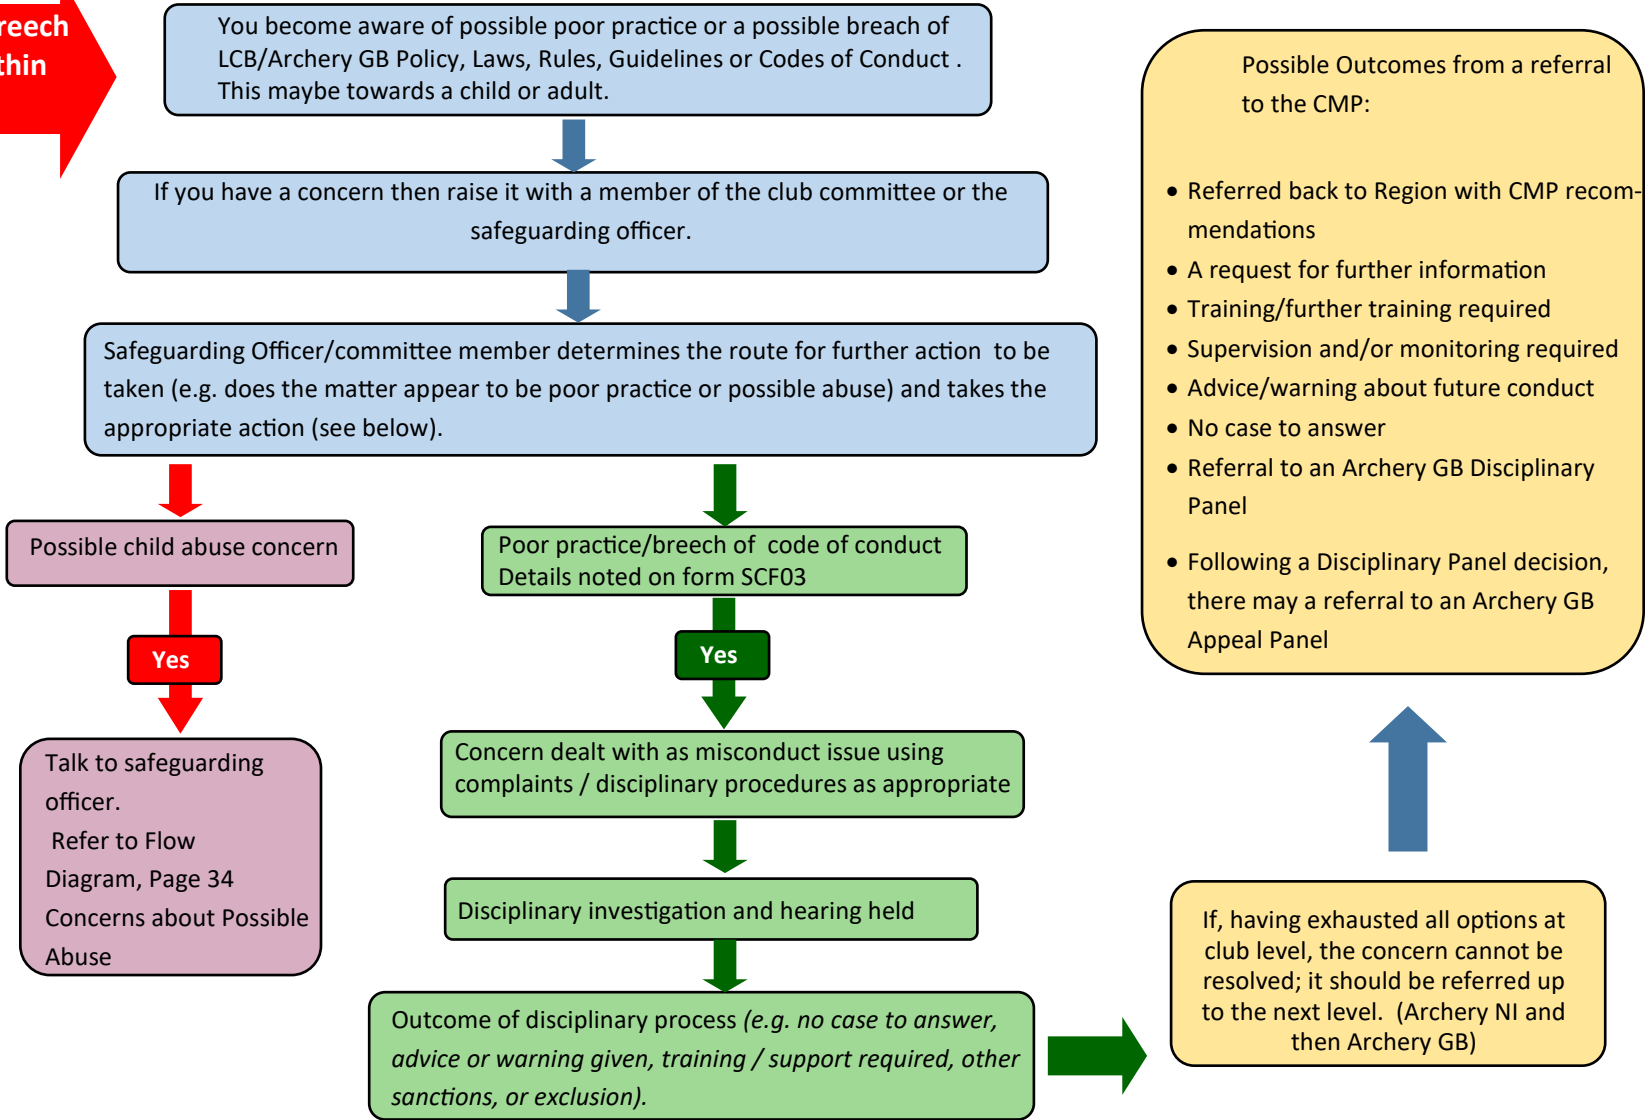 reech
thin
You become aware of possible poor practice or a possible breach of
LCB/Archery GB Policy, Laws, Rules, Guidelines or Codes of Conduct .
This maybe towards a child or adult.
If you have a concern then raise it with a member of the club committee or the
safeguarding officer.
Safeguarding Officer/committee member determines the route for further action to be
taken (e.g. does the matter appear to be poor practice or possible abuse) and takes the
appropriate action (see below).
Possible child abuse concern
Yes
Talk to safeguarding
officer.
Refer to Flow
Diagram, Page 34
Concerns about Possible
Abuse
Poor practice/breech of code of conduct
Details noted on form SCF03
Yes
Concern dealt with as misconduct issue using
complaints / disciplinary procedures as appropriate
Disciplinary investigation and hearing held
Outcome of disciplinary process (e.g. no case to answer,
advice or warning given, training / support required, other
sanctions, or exclusion).
If, having exhausted all options at
club level, the concern cannot be
resolved; it should be referred up
to the next level. (Archery NI and
then Archery GB)
Possible Outcomes from a referral
to the CMP:
• Referred back to Region with CMP recom-
mendations
• A request for further information
• Training/further training required
• Supervision and/or monitoring required
• Advice/warning about future conduct
• No case to answer
• Referral to an Archery GB Disciplinary
Panel
• Following a Disciplinary Panel decision,
there may a referral to an Archery GB
Appeal Panel